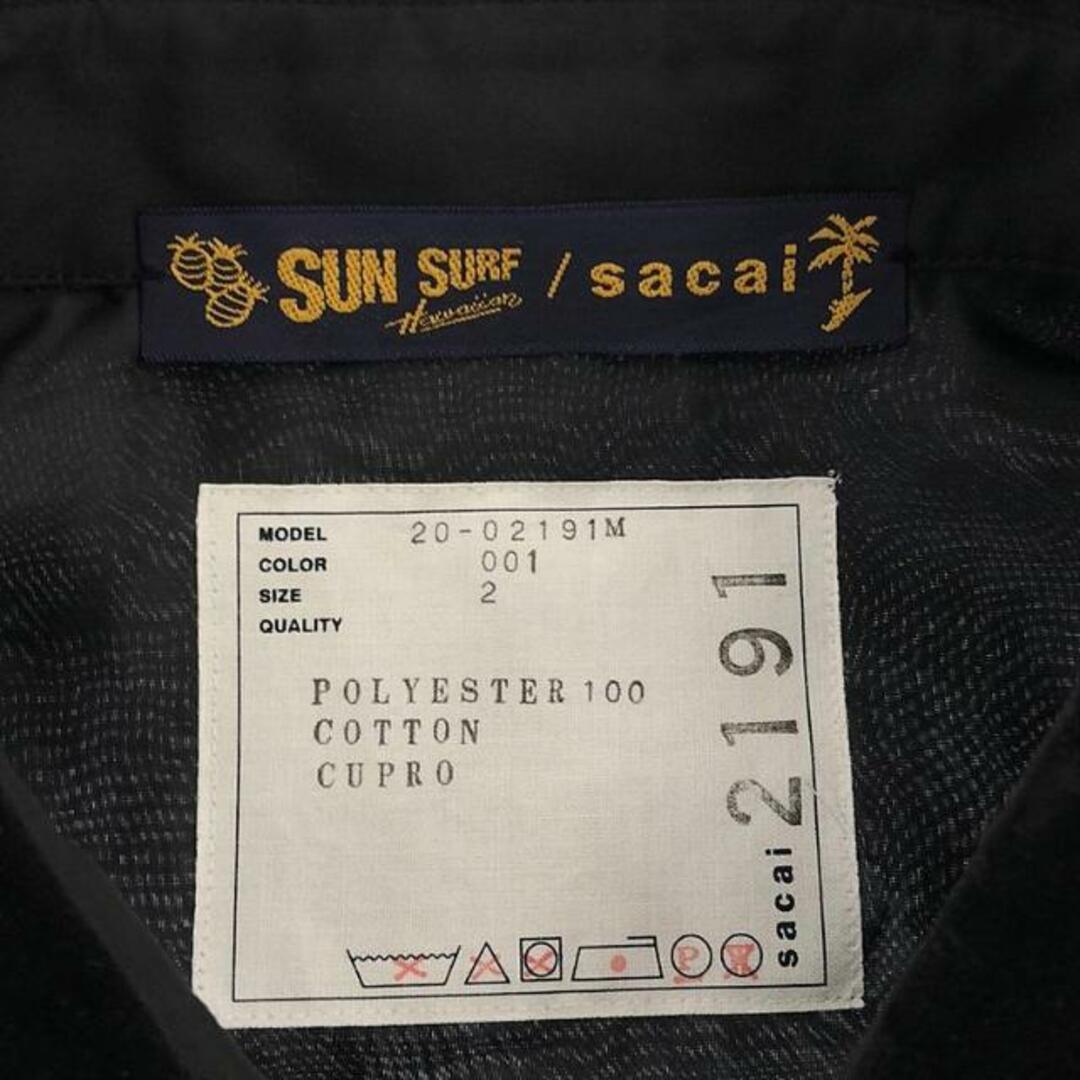 SUN SURF / sacai
Hawaiian
MODEL 20-02191M
COLOR 001
SIZE 2
QUALITY
POLYESTER 100
COTTON
CUPRO
sacai 2191
P
W